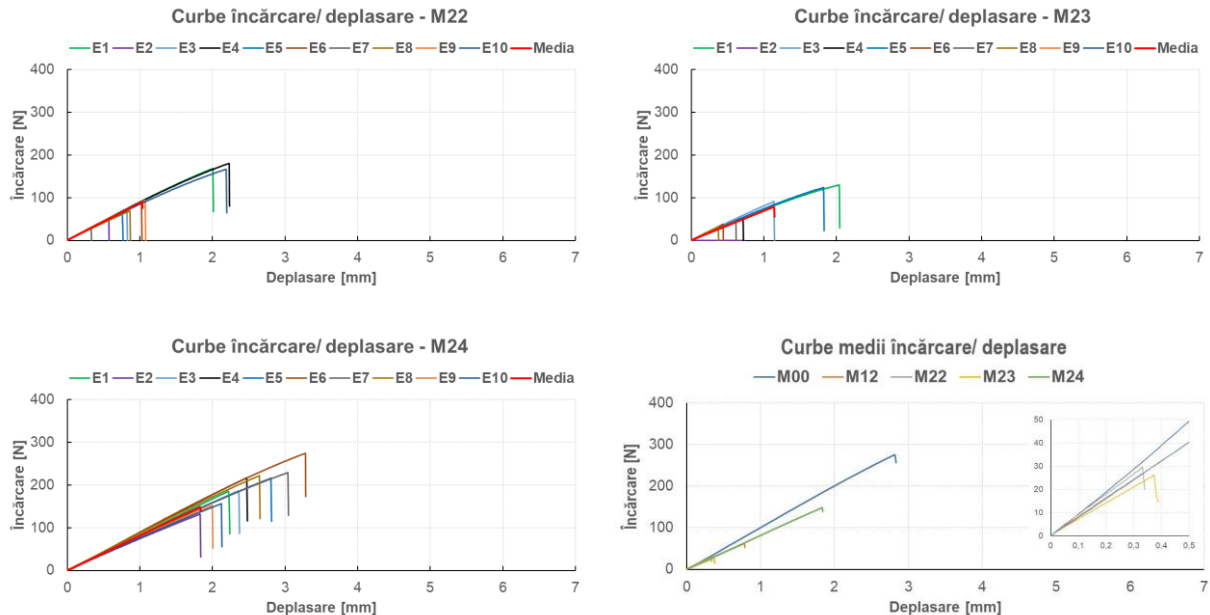 Curbe încărcare/ deplasare - M22
E1 E2 E3 E4 E5 E6 E7 E8 E9 E10 Media
400
300
200
100
0
Încărcare [N]
0 1 2 3 4 5 6 7
Deplasare [mm]
Curbe încărcare/ deplasare - M23
E1 E2 E3 E4 E5 E6 E7 E8 E9 E10 Media
400
300
200
100
0
Încărcare [N]
0 1 2 3 4 5 6 7
Deplasare [mm]
Curbe încărcare/ deplasare - M24
E1 E2 E3 E4 E5 E6 E7 E8 E9 E10 Media
400
300
200
100
0
Încărcare [N]
0 1 2 3 4 5 6 7
Deplasare [mm]
Curbe medii încărcare/ deplasare
M00 M12 M22 M23 M24
400
300
200
100
0
Încărcare [N]
0 1 2 3 4 5 6 7
Deplasare [mm]
50
40
30
20
10
0
0 0,1 0,2 0,3 0,4 0,5